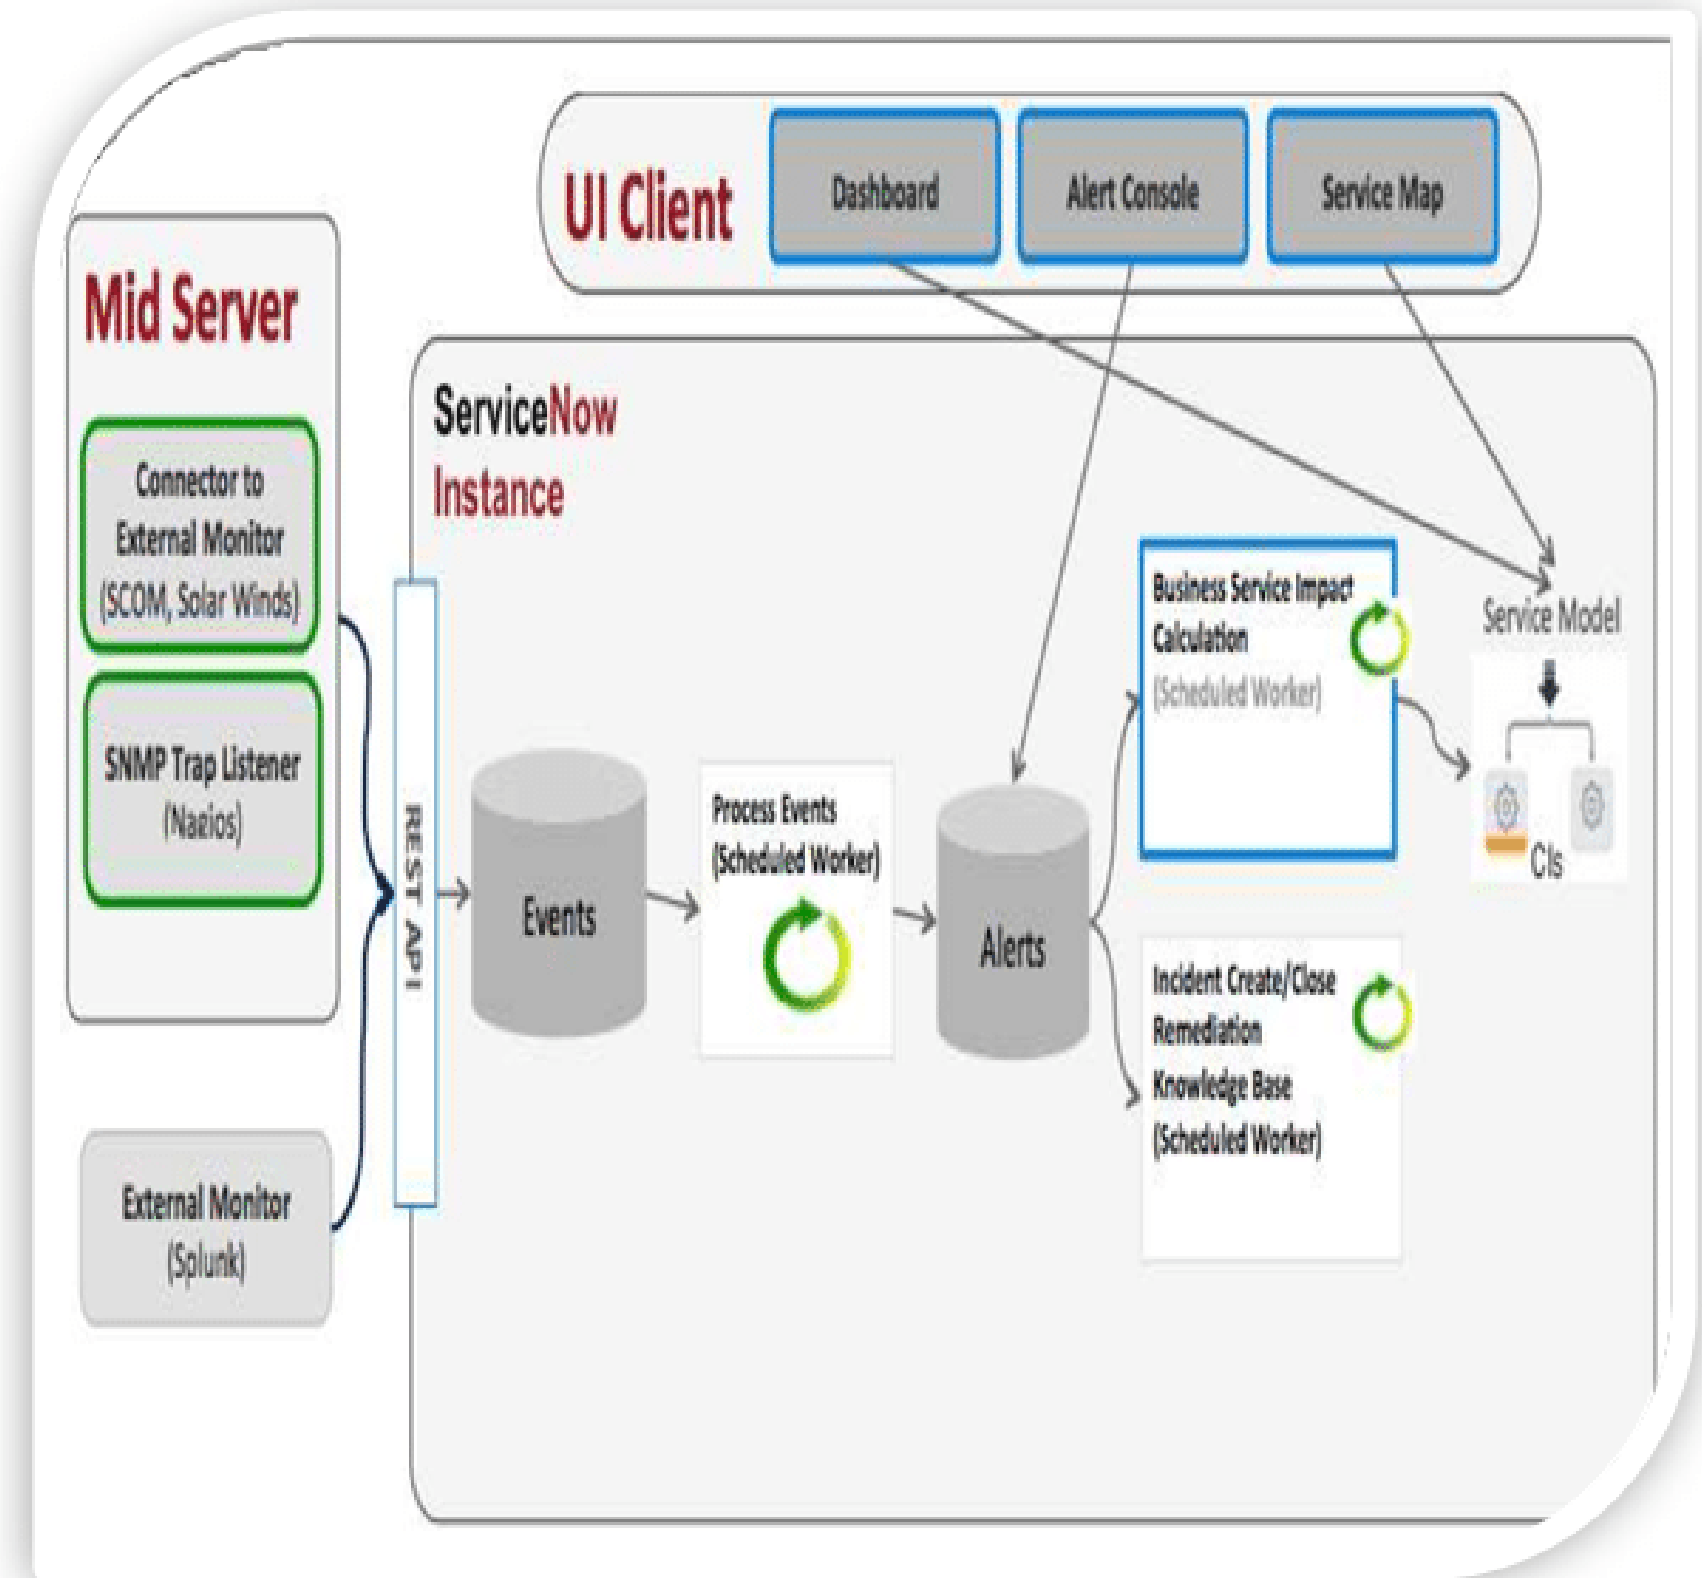 UI Client
Dashboard
Alert Console
Service Map
Mid Server
Connector to
External Monitor
(SCOM, Solar Winds)
SNMP Trap Listener
(Nagios)
External Monitor
(Splunk)
REST API
ServiceNow
Instance
Events
Process Events
(Scheduled Worker)
Alerts
Business Service Impact
Calculation
(Scheduled Worker)
Incident Create/Close
Remediation
Knowledge Base
(Scheduled Worker)
Service Model
CIs